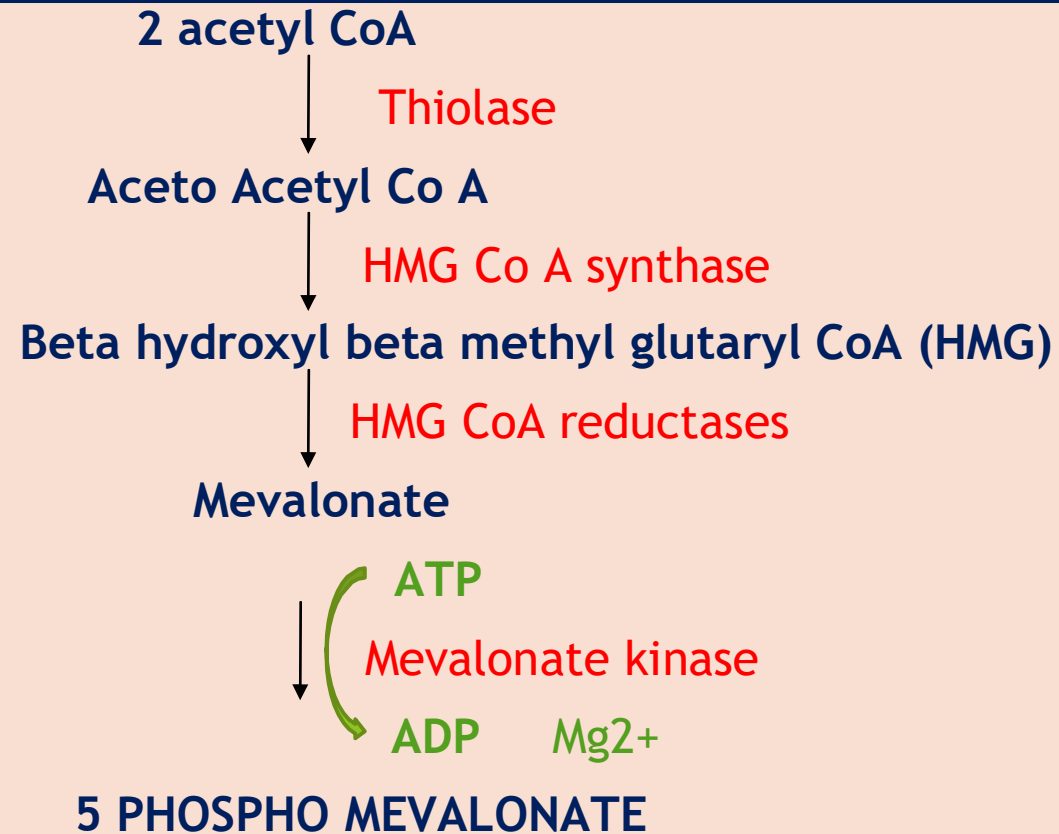 2 acetyl CoA
Thiolase
Aceto Acetyl Co A
HMG Co A synthase
Beta hydroxyl beta methyl glutaryl CoA (HMG)
HMG CoA reductases
Mevalonate
ATP
Mevalonate kinase
ADP Mg2+
5 PHOSPHO MEVALONATE